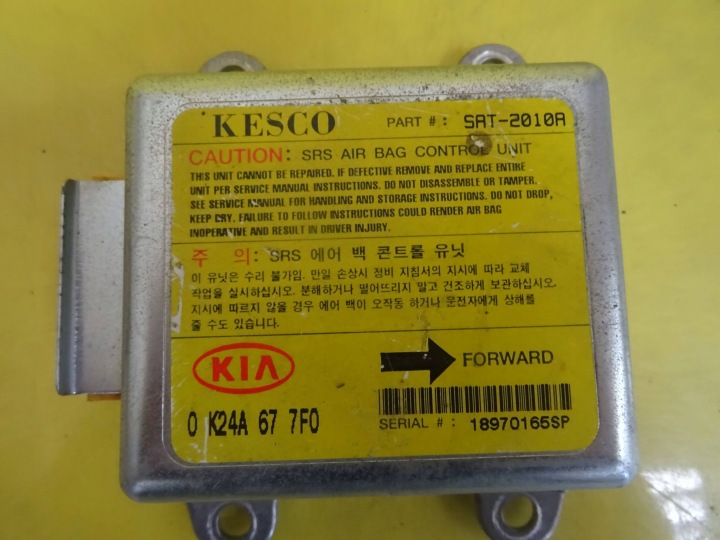 KESCO PART #: SAT-2010A
CAUTION: SRS AIR BAG CONTROL UNIT
THIS UNIT CANNOT BE REPAIRED. IF DEFECTIVE REMOVE AND REPLACE ENTIRE
UNIT PER SERVICE MANUAL INSTRUCTIONS. DO NOT DISASSEMBLE OR TAMPER.
SEE SERVICE MANUAL FOR HANDLING AND STORAGE INSTRUCTIONS. DO NOT DROP,
KEEP CRY. FAILURE TO FOLLOW INSTRUCTIONS COULD RENDER AIR BAG
INOPERATIVE AND RESULT IN DRIVER INJURY.
주 의: SRS 에어 백 콘트롤 유닛
이 유닛은 수리 불가임. 만일 손상시 정비 지침서의 지시에 따라 교체
작업을 실시하십시오. 분해하거나 떨어뜨리지 말고 건조하게 보관하십시오.
지시에 따르지 않을 경우 에어 백이 오작동 하거나 운전자에게 상해를
줄 수도 있습니다.
KIA
FORWARD
0 K24A 67 7F0
SERIAL #: 18970165SP